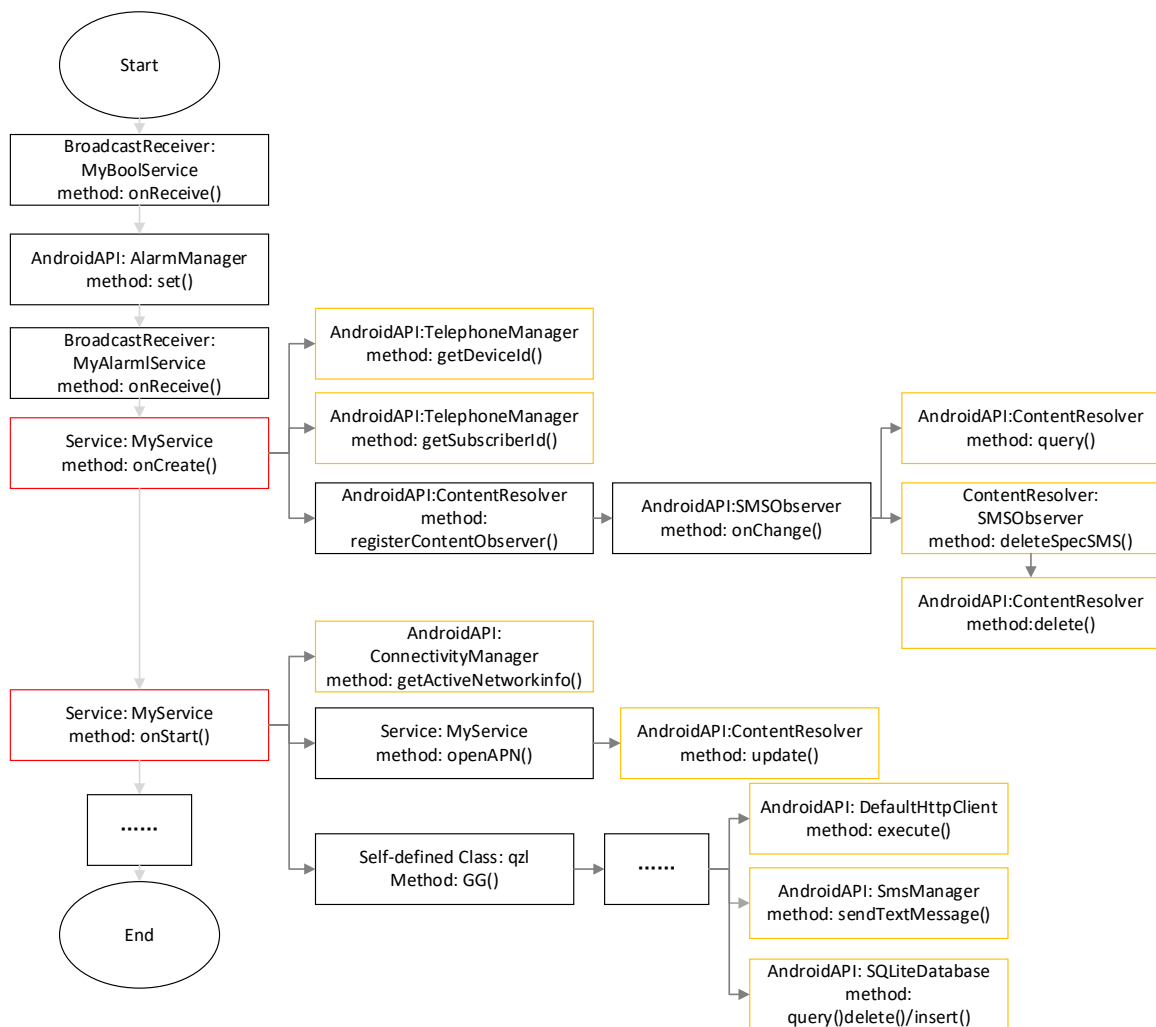 Start
BroadcastReceiver:
MyBoolService
method: onReceive()
AndroidAPI: AlarmManager
method: set()
BroadcastReceiver:
MyAlarmlService
method: onReceive()
Service: MyService
method: onCreate()
AndroidAPI:TelephoneManager
method: getDeviceId()
AndroidAPI:TelephoneManager
method: getSubscriberId()
AndroidAPI:ContentResolver
method:
registerContentObserver()
AndroidAPI:SMSObserver
method: onChange()
AndroidAPI:ContentResolver
method: query()
ContentResolver:
SMSObserver
method: deleteSpecSMS()
AndroidAPI:ContentResolver
method:delete()
Service: MyService
method: onStart()
AndroidAPI:
ConnectivityManager
method: getActiveNetworkinfo()
Service: MyService
method: openAPN()
AndroidAPI:ContentResolver
method: update()
Self-defined Class: qzl
Method: GG()
......
AndroidAPI: DefaultHttpClient
method: execute()
AndroidAPI: SmsManager
method: sendTextMessage()
AndroidAPI: SQLiteDatabase
method:
query()delete()/insert()
......
End